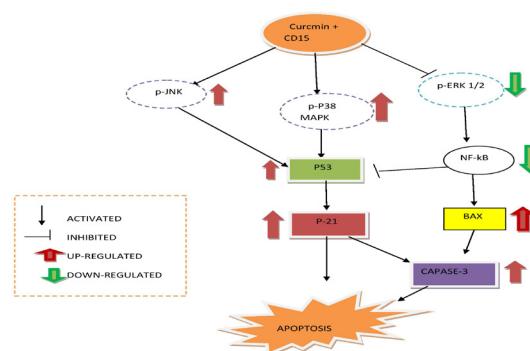 Curcmin +
CD15
p-JNK
p-P38
MAPK
p-ERK 1/2
P53
NF-kB
P-21
BAX
CAPASE-3
APOPTOSIS
ACTIVATED
INHIBITED
UP-REGULATED
DOWN-REGULATED